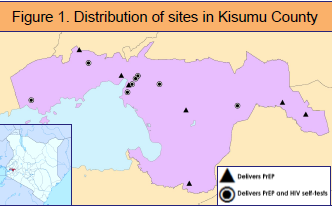 Figure 1. Distribution of sites in Kisumu County
Delivers PrEP
Delivers PrEP and HIV self-tests